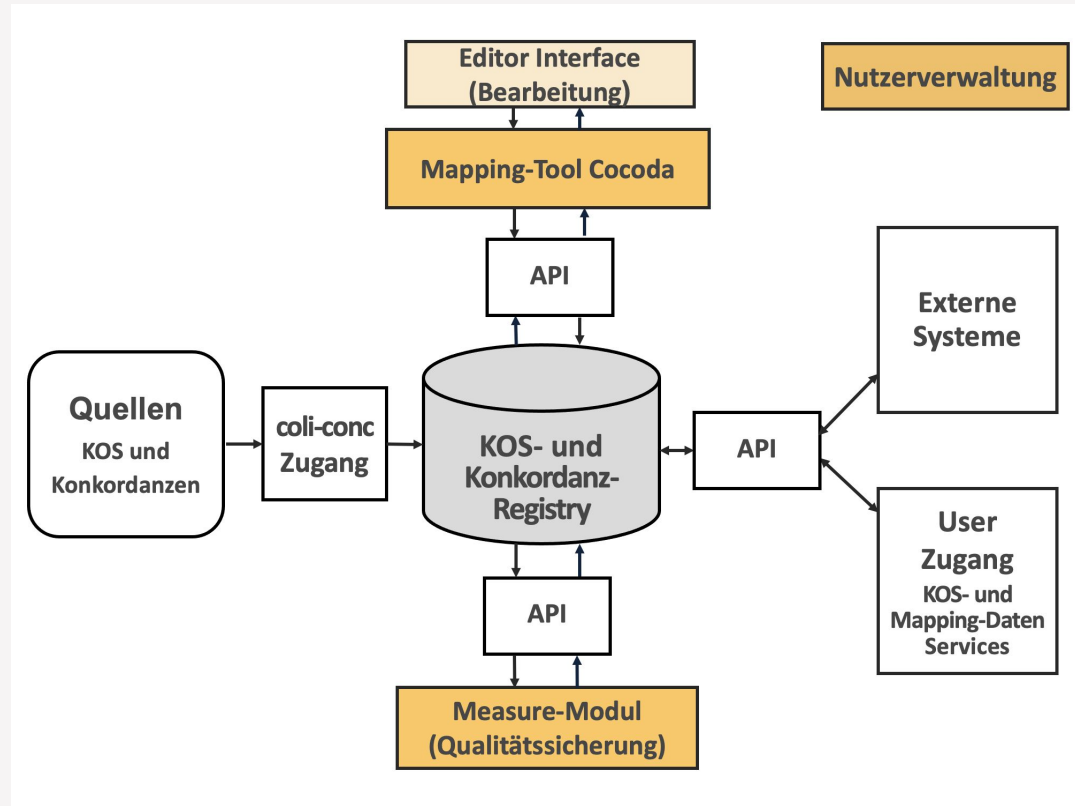 Editor Interface
(Bearbeitung)
Nutzerverwaltung
Mapping-Tool Cocoda
API
Externe
Systeme
Quellen
KOS und
Konkordanzen
coli-conc
Zugang
KOS- und
Konkordanz-
Registry
API
User
Zugang
KOS- und
Mapping-Daten
Services
API
Measure-Modul
(Qualitätssicherung)